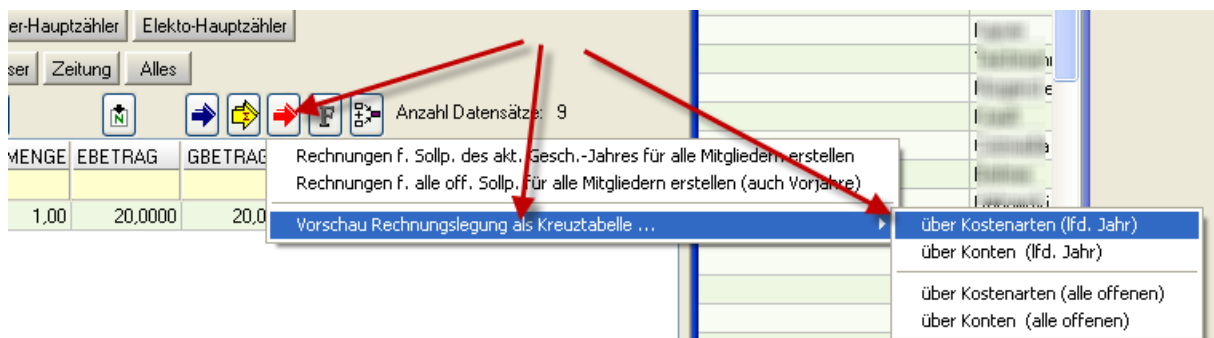 er-Hauptzähler Elekto-Hauptzähler
ser Zeitung Alles
N Σ F Anzahl Datensätze: 9
MENGE EBETRAG GBETRAG
1,00 20,0000 20,0
Rechnungen f. Sollp. des akt. Gesch.-Jahres für alle Mitgliedern erstellen
Rechnungen f. alle off. Sollp. für alle Mitgliedern erstellen (auch Vorjahre)
Vorschau Rechnungslegung als Kreuztabelle ...
über Kostenarten (lfd. Jahr)
über Konten (lfd. Jahr)
über Kostenarten (alle offenen)
über Konten (alle offenen)